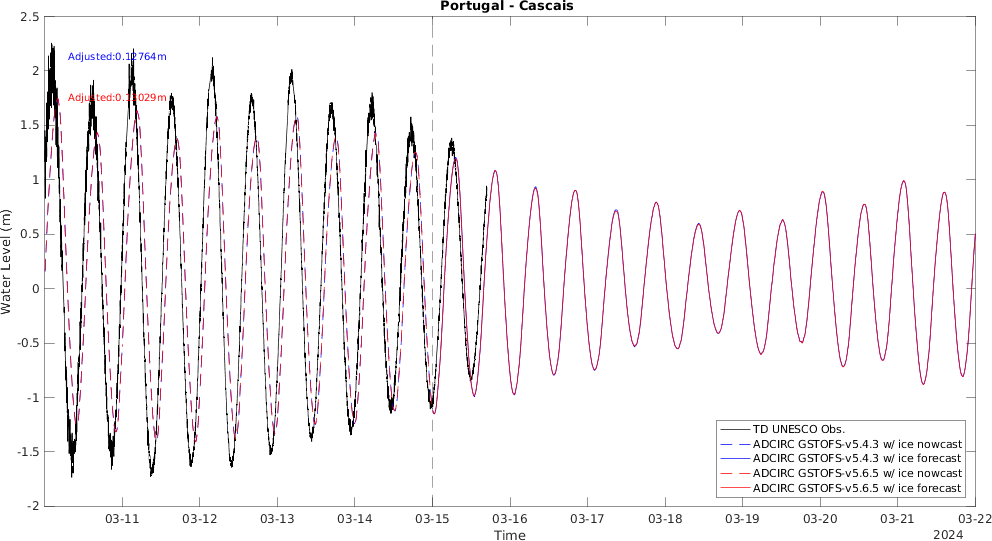 Portugal - Cascais
Water Level (m)
2.5
2
1.5
1
0.5
0
-0.5
-1
-1.5
-2
Adjusted:0.12764m
Adjusted:0.13029m
TD UNESCO Obs.
ADCIRC GSTOFS-v5.4.3 w/ ice nowcast
ADCIRC GSTOFS-v5.4.3 w/ ice forecast
ADCIRC GSTOFS-v5.6.5 w/ ice nowcast
ADCIRC GSTOFS-v5.6.5 w/ ice forecast
03-11 03-12 03-13 03-14 03-15 03-16 03-17 03-18 03-19 03-20 03-21 03-22
Time
2024